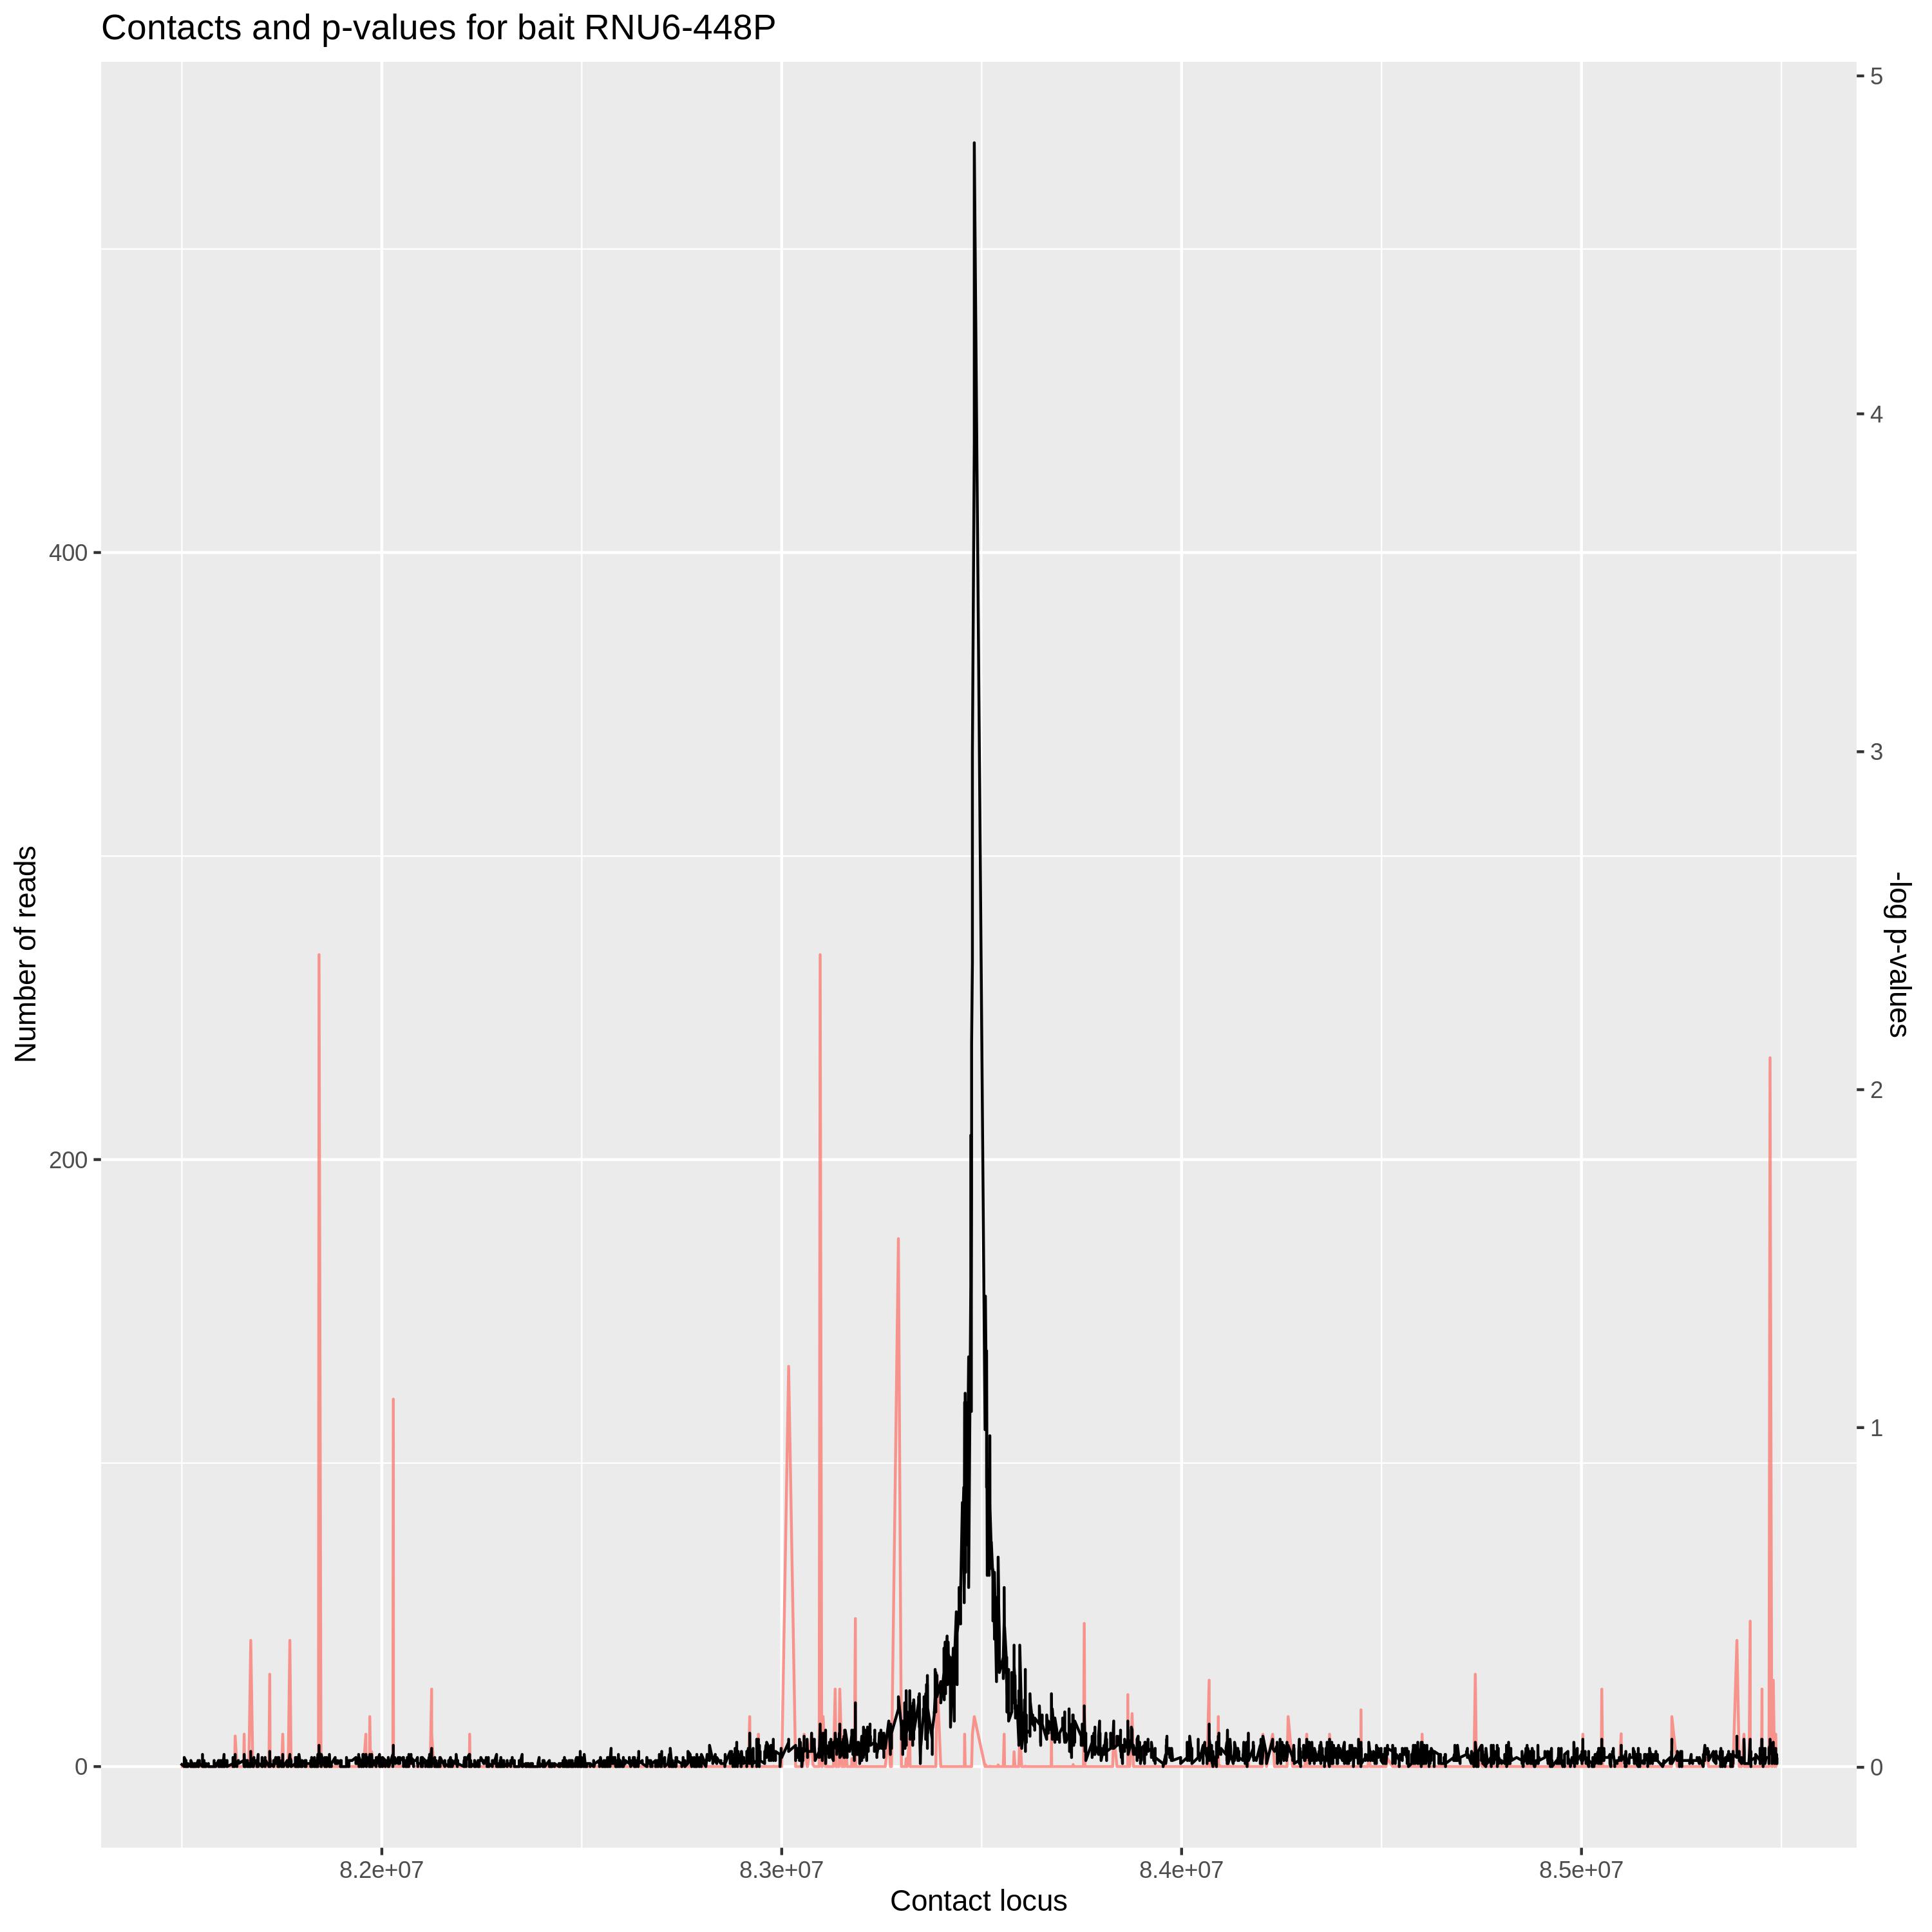 Contacts and p-values for bait RNU6-448P
5
4
400
3
Number of reads
-log p-values
2
200
1
0
0
8.2e+07
8.3e+07
8.4e+07
8.5e+07
Contact locus